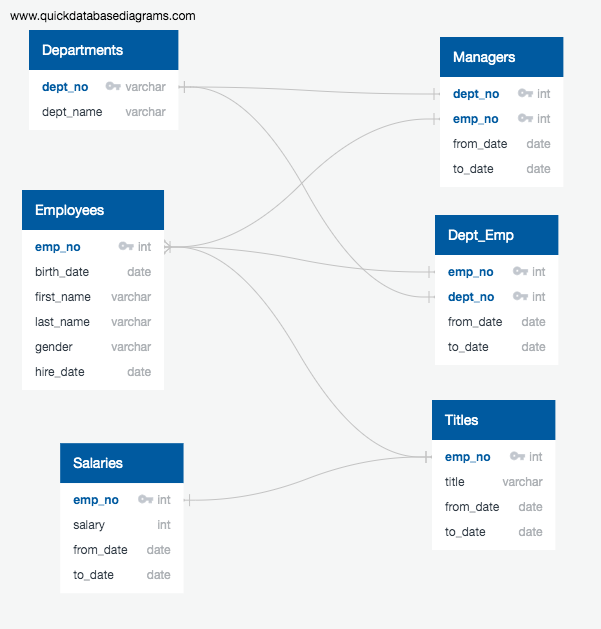 www.quickdatabasediagrams.com
Departments
dept_no varchar
dept_name varchar
Managers
dept_no int
emp_no int
from_date date
to_date date
Employees
emp_no int
birth_date date
first_name varchar
last_name varchar
gender varchar
hire_date date
Dept_Emp
emp_no int
dept_no int
from_date date
to_date date
Salaries
emp_no int
salary int
from_date date
to_date date
Titles
emp_no int
title varchar
from_date date
to_date date